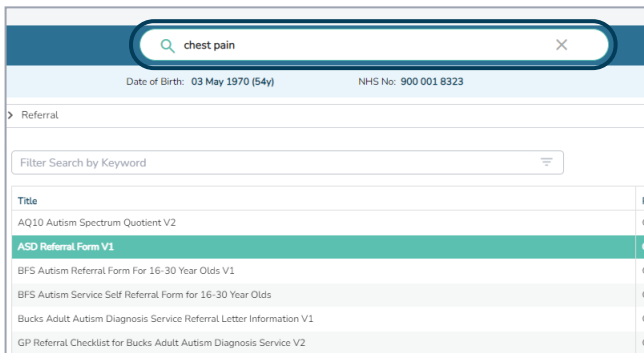 chest pain
Date of Birth: 03 May 1970 (54y) NHS No: 900 001 8323
Referral
Filter Search by Keyword
Title
AQ10 Autism Spectrum Quotient V2
ASD Referral Form V1
BFS Autism Referral Form For 16-30 Year Olds V1
BFS Autism Service Self Referral Form for 16-30 Year Olds
Bucks Adult Autism Diagnosis Service Referral Letter Information V1
GP Referral Checklist for Bucks Adult Autism Diagnosis Service V2